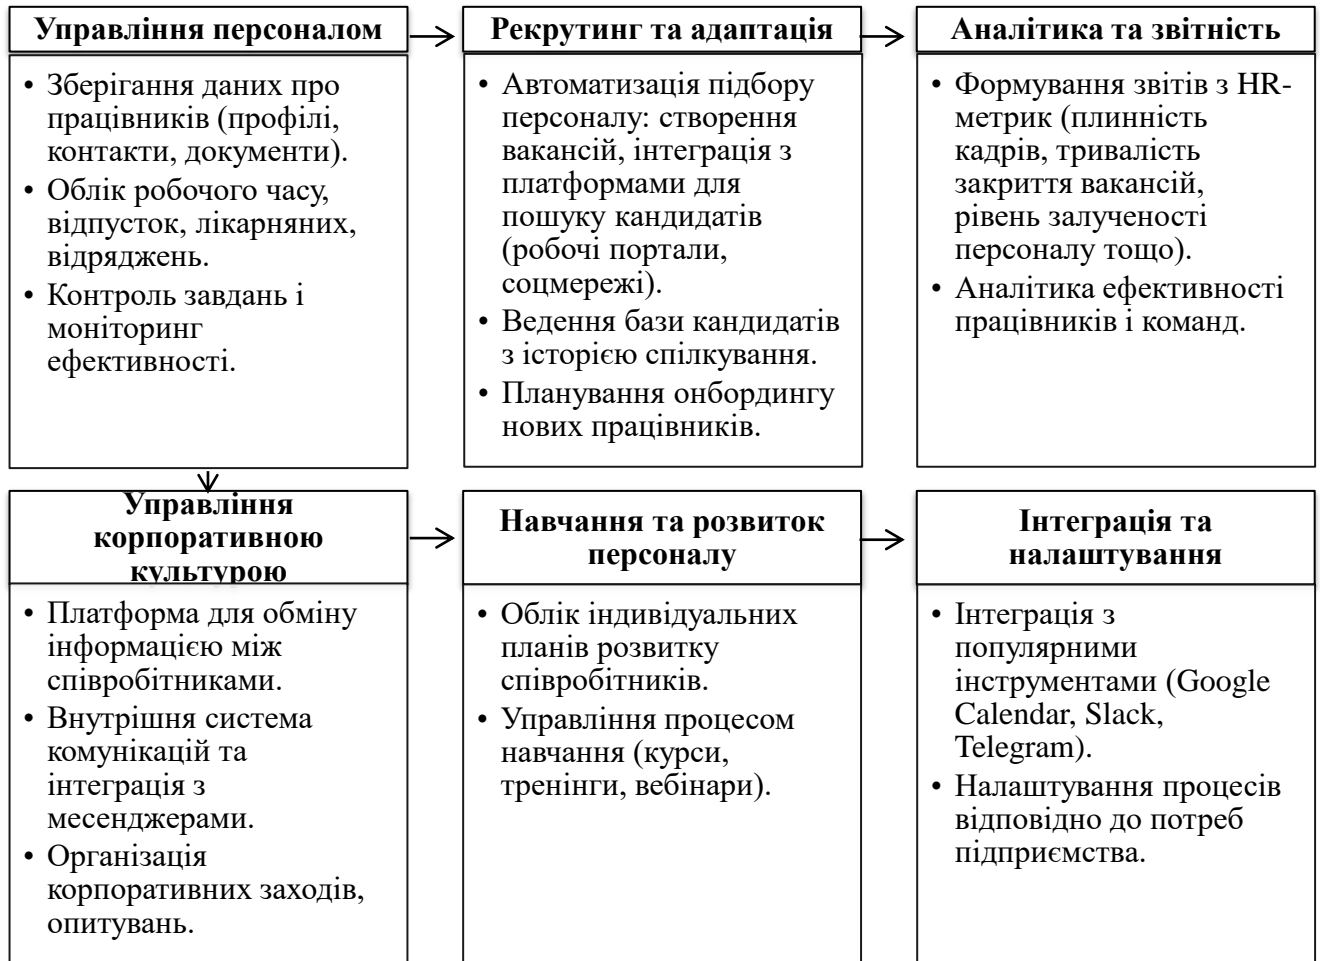 Управління персоналом
• Зберігання даних про
працівників (профілі,
контакти, документи).
• Облік робочого часу,
відпусток, лікарняних,
відряджень.
• Контроль завдань і
моніторинг
ефективності.
Рекрутинг та адаптація
• Автоматизація підбору
персоналу: створення
вакансій, інтеграція з
платформами для
пошуку кандидатів
(робочі портали,
соцмережі).
• Ведення бази кандидатів
з історією спілкування.
• Планування онбордингу
нових працівників.
Аналітика та звітність
• Формування звітів з HR-
метрик (плинність
кадрів, тривалість
закриття вакансій,
рівень залученості
персоналу тощо).
• Аналітика ефективності
працівників і команд.
Управління
корпоративною
культурою
• Платформа для обміну
інформацією між
співробітниками.
• Внутрішня система
комунікацій та
інтеграція з
месенджерами.
• Організація
корпоративних заходів,
опитувань.
Навчання та розвиток
персоналу
• Облік індивідуальних
планів розвитку
співробітників.
• Управління процесом
навчання (курси,
тренінги, вебінари).
Інтеграція та
налаштування
• Інтеграція з
популярними
інструментами (Google
Calendar, Slack,
Telegram).
• Налаштування процесів
відповідно до потреб
підприємства.